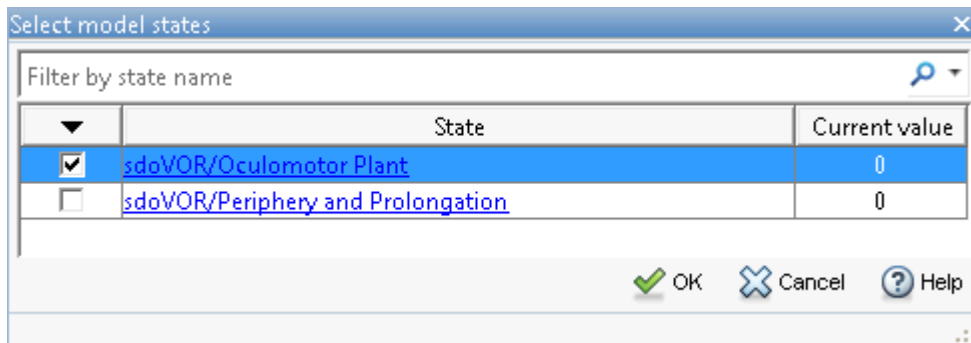 Select model states
Filter by state name
State Current value
sdoVOR/Oculomotor Plant 0
sdoVOR/Periphery and Prolongation 0
OK Cancel Help